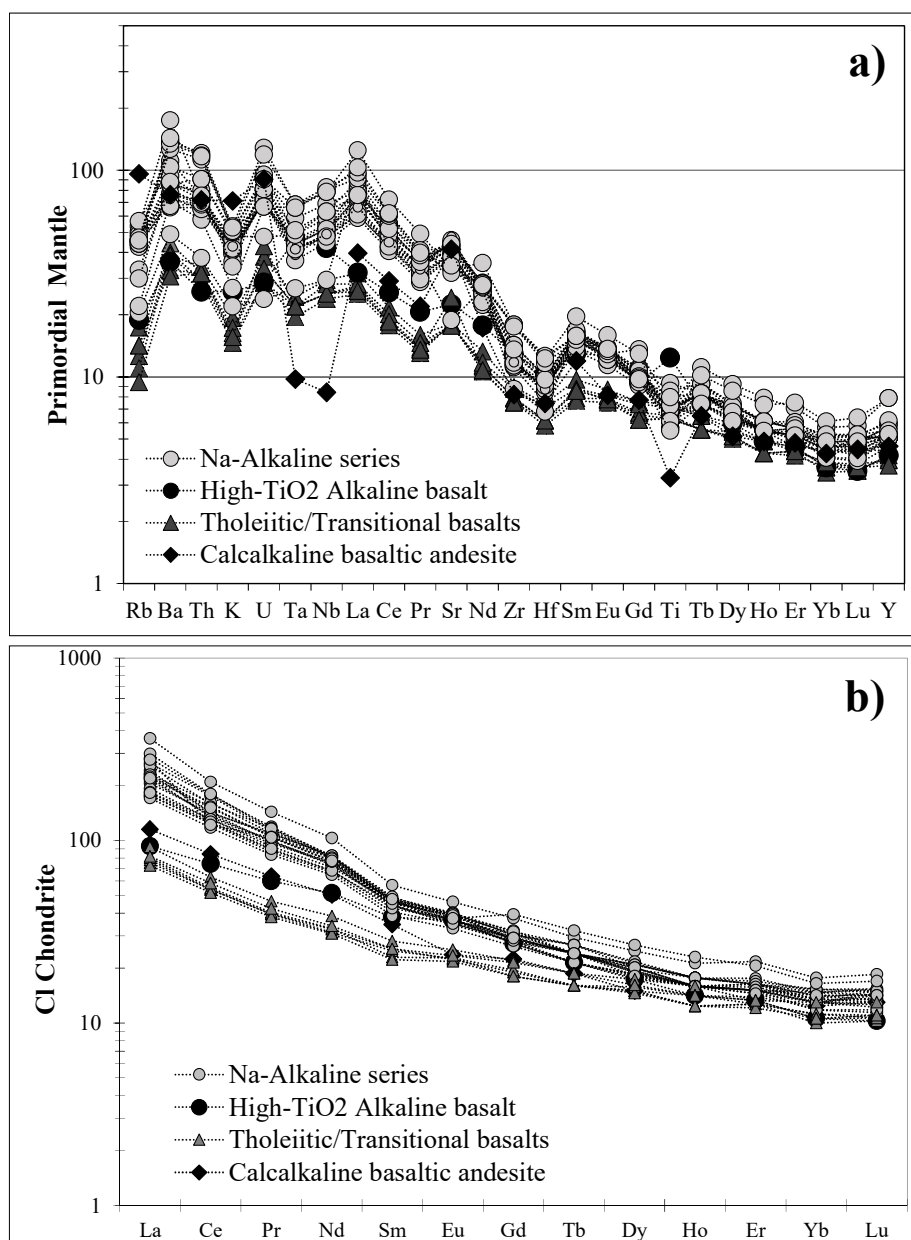 a)
Primordial Mantle
100
10
1
Na-Alkaline series
High-TiO2 Alkaline basalt
Tholeiitic/Transitional basalts
Calcalkaline basaltic andesite
Rb Ba Th K U Ta Nb La Ce Pr Sr Nd Zr Hf Sm Eu Gd Ti Tb Dy Ho Er Yb Lu Y
b)
CI Chondrite
1000
100
10
1
Na-Alkaline series
High-TiO2 Alkaline basalt
Tholeiitic/Transitional basalts
Calcalkaline basaltic andesite
La Ce Pr Nd Sm Eu Gd Tb Dy Ho Er Yb Lu